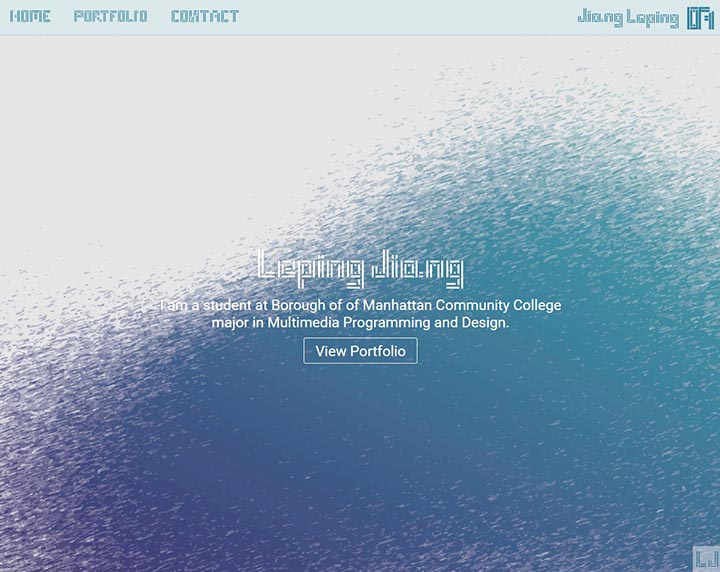 HOME PORTFOLIO CONTACT Jiang Leping
Leping Jiang
I am a student at Borough of of Manhattan Community College
major in Multimedia Programming and Design.
View Portfolio
LJ